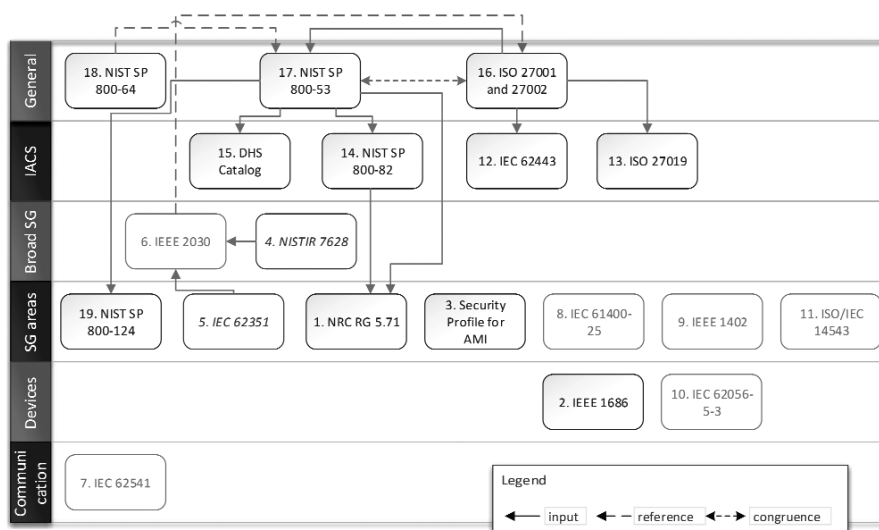 General
18. NIST SP
800-64
17. NIST SP
800-53
16. ISO 27001
and 27002
IACS
15. DHS
Catalog
14. NIST SP
800-82
12. IEC 62443
13. ISO 27019
Broad SG
6. IEEE 2030
4. NISTIR 7628
SG areas
19. NIST SP
800-124
5. IEC 62351
1. NRC RG 5.71
3. Security
Profile for
AMI
8. IEC 61400-
25
9. IEEE 1402
11. ISO/IEC
14543
Devices
2. IEEE 1686
10. IEC 62056-
5-3
Communi
cation
7. IEC 62541
Legend
input
reference
congruence